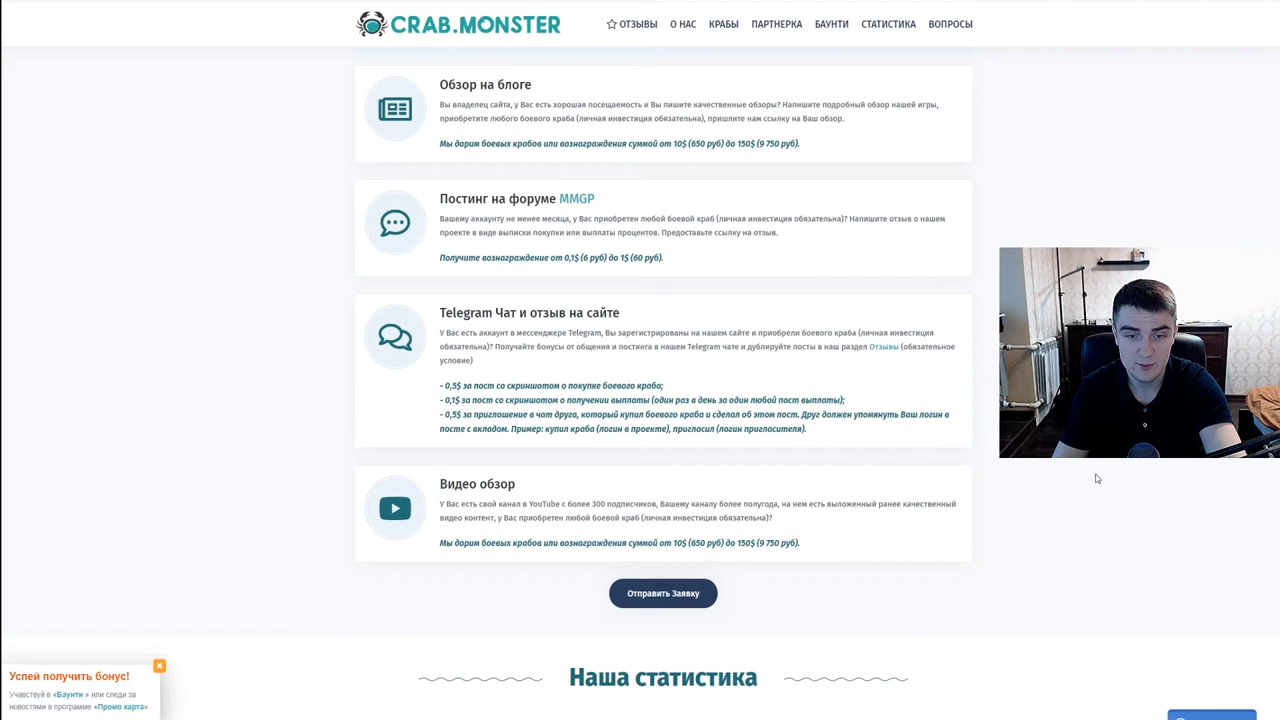 CRAB.MONSTER
ОТЗЫВЫ О НАС КРАБЫ ПАРТНЕРКА БАУНТИ СТАТИСТИКА ВОПРОСЫ
Обзор на блоге
Вы владелец сайта, у Вас есть хорошая посещаемость и Вы пишите качественные обзоры? Напишите подробный обзор нашей игры,
приобретите любого боевого краба (личная инвестиция обязательна), пришлите нам ссылку на Ваш обзор.
Мы дарим боевых крабов или вознаграждения суммой от 10$ (650 руб) до 150$ (9 750 руб).
Постинг на форуме MMGP
Вашему аккаунту не менее месяца, у Вас приобретен любой боевой краб (личная инвестиция обязательна)? Напишите отзыв о нашем
проекте в виде выписки покупки или выплаты процентов. Предоставьте ссылку на отзыв.
Получите вознаграждение от 0,1$ (6 руб) до 1$ (60 руб).
Telegram Чат и отзыв на сайте
У Вас есть аккаунт в мессенджере Telegram, Вы зарегистрированы на нашем сайте и приобрели боевого краба (личная инвестиция
обязательна)? Получайте бонусы от общения и постинга в нашем Telegram чате и дублируйте посты в наш раздел Отзывы (обязательное
условие)
- 0,5$ за пост со скриншотом о покупке боевого краба;
- 0,1$ за пост со скриншотом о получении выплаты (один раз в день за один любой пост выплаты);
- 0,5$ за приглашение в чат друга, который купил боевого краба и сделал об этом пост. Друг должен упомянуть Ваш логин в
посте с вкладом. Пример: купил краба (логин в проекте), пригласил (логин пригласителя).
Видео обзор
У Вас есть свой канал в YouTube с более 300 подписчиков, Вашему каналу более полугода, на нем есть выложенный ранее качественный
видео контент, у Вас приобретен любой боевой краб (личная инвестиция обязательна)?
Мы дарим боевых крабов или вознаграждения суммой от 10$ (650 руб) до 150$ (9 750 руб).
Отправить Заявку
Успей получить бонус!
Учавствуй в «Баунти » или следи за
новостями в программе «Промо карта»
Наша статистика